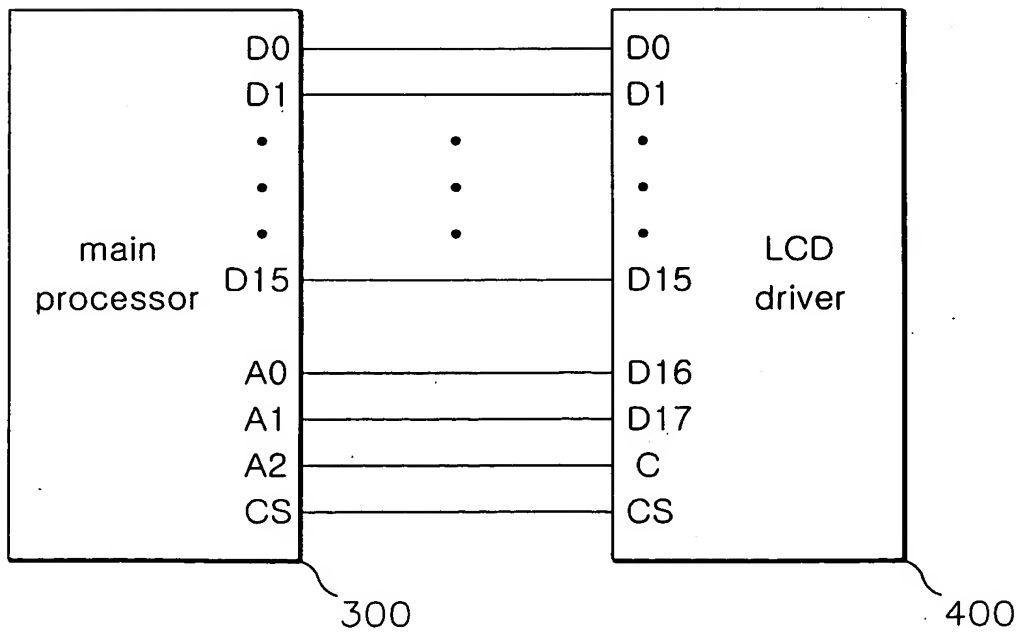 D0 D0
D1 D1
main
processor
D15 D15
LCD
driver
A0 D16
A1 D17
A2 C
CS CS
300 400